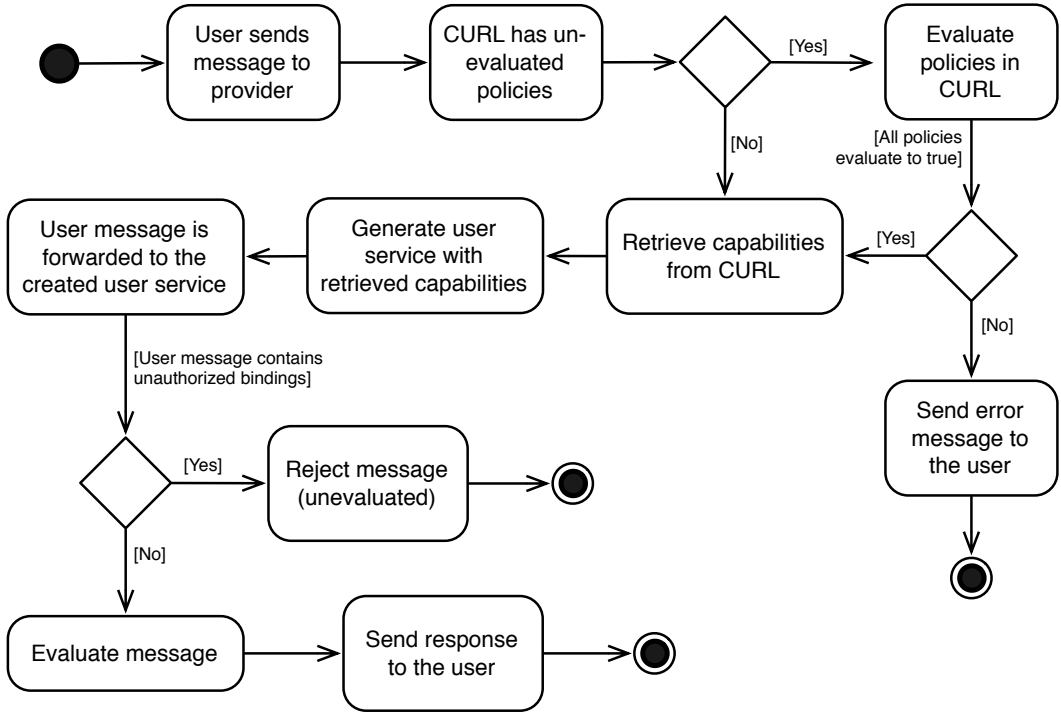 User sends
message to
provider
CURL has un-
evaluated
policies
[Yes]
Evaluate
policies in
CURL
[No]
[All policies
evaluate to true]
User message is
forwarded to the
created user service
Generate user
service with
retrieved capabilities
Retrieve capabilities
from CURL
[Yes]
[No]
[User message contains
unauthorized bindings]
Send error
message to
the user
[Yes]
Reject message
(unevaluated)
[No]
Evaluate message
Send response
to the user